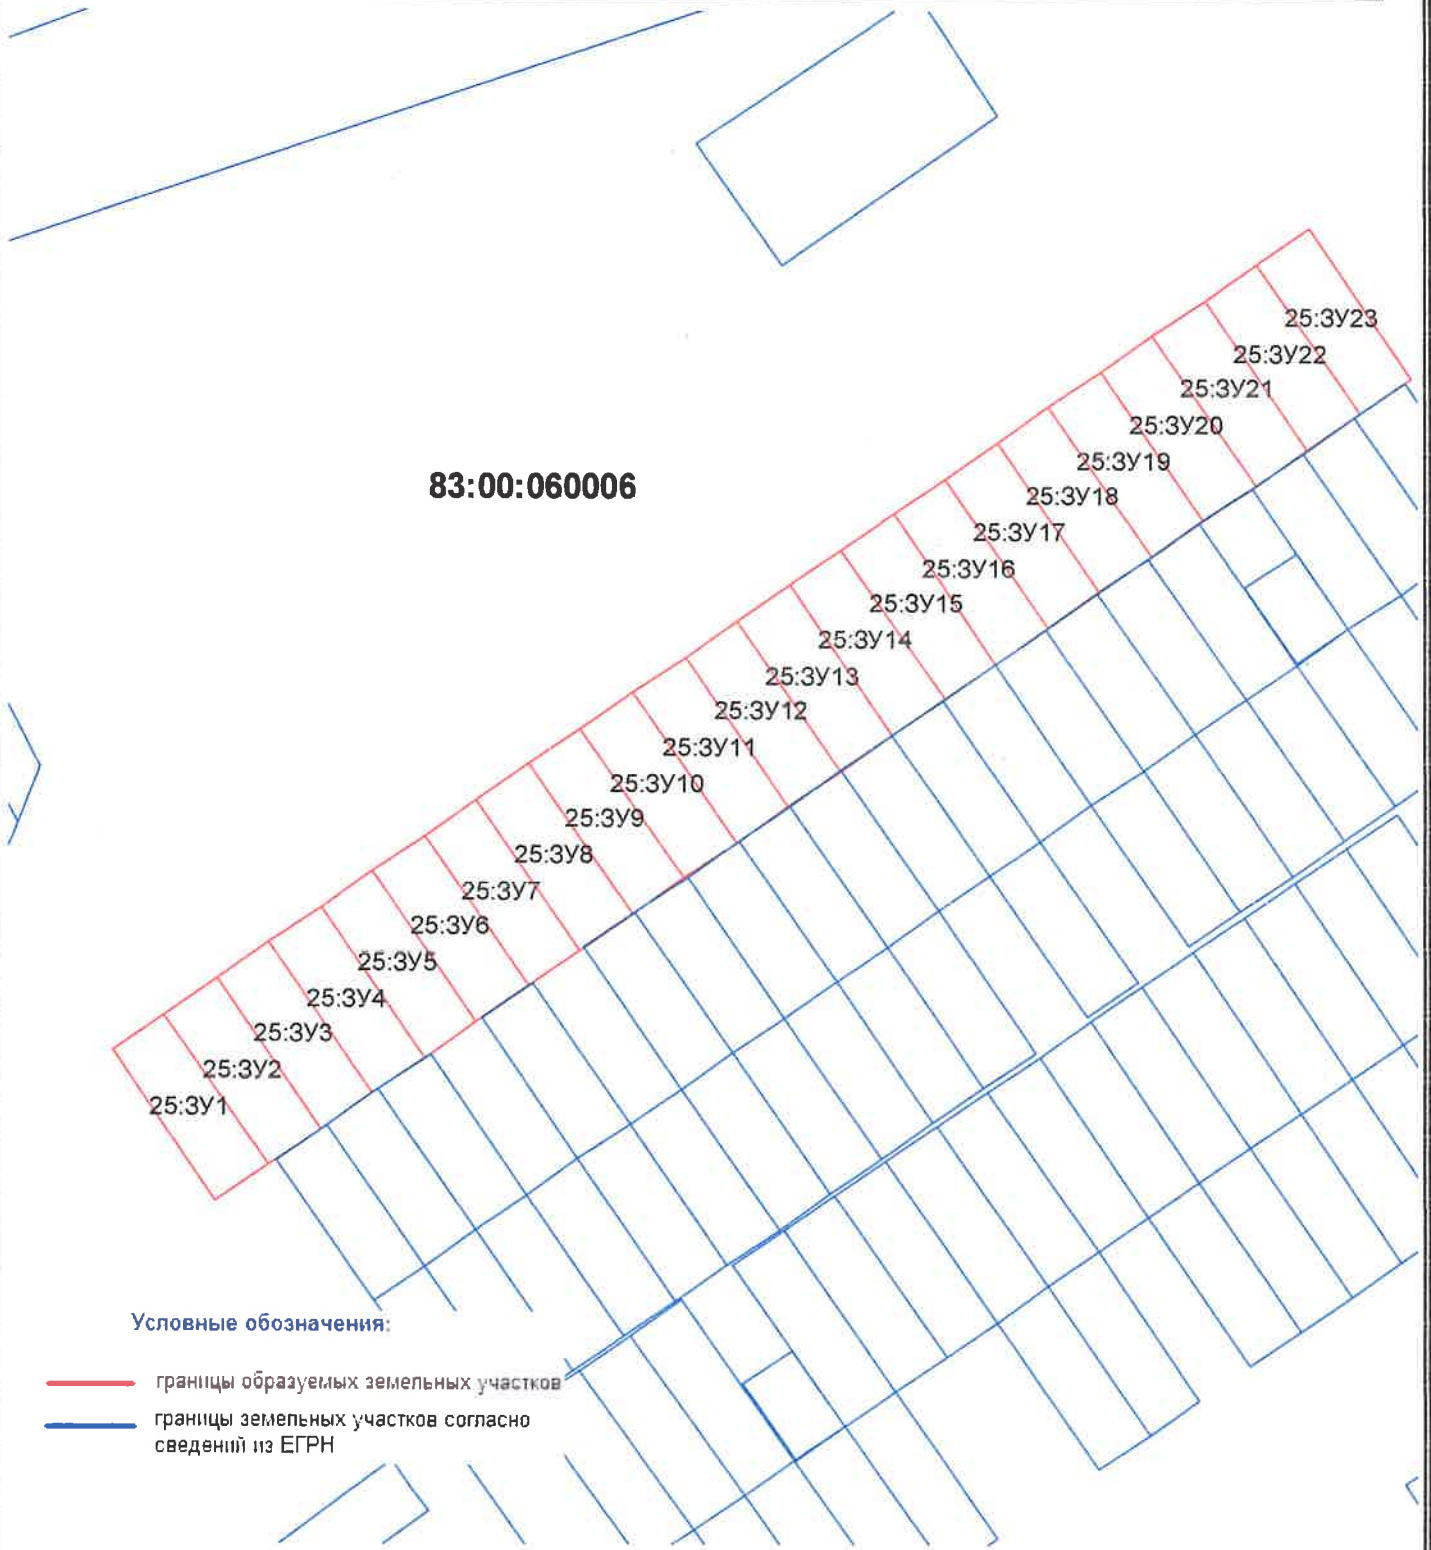 25:ЗУ23
25:ЗУ22
25:ЗУ21
25:ЗУ20
25:ЗУ19
83:00:060006
25:ЗУ18
25:ЗУ17
25:ЗУ16
25:ЗУ15
25:ЗУ14
25:ЗУ13
25:ЗУ12
25:ЗУ11
25:ЗУ10
25:ЗУ9
25:ЗУ8
25:ЗУ7
25:ЗУ6
25:ЗУ5
25:ЗУ4
25:ЗУ3
25:ЗУ2
25:ЗУ1
Условные обозначения:
границы образуемых земельных участков
границы земельных участков согласно
сведений из ЕГРН